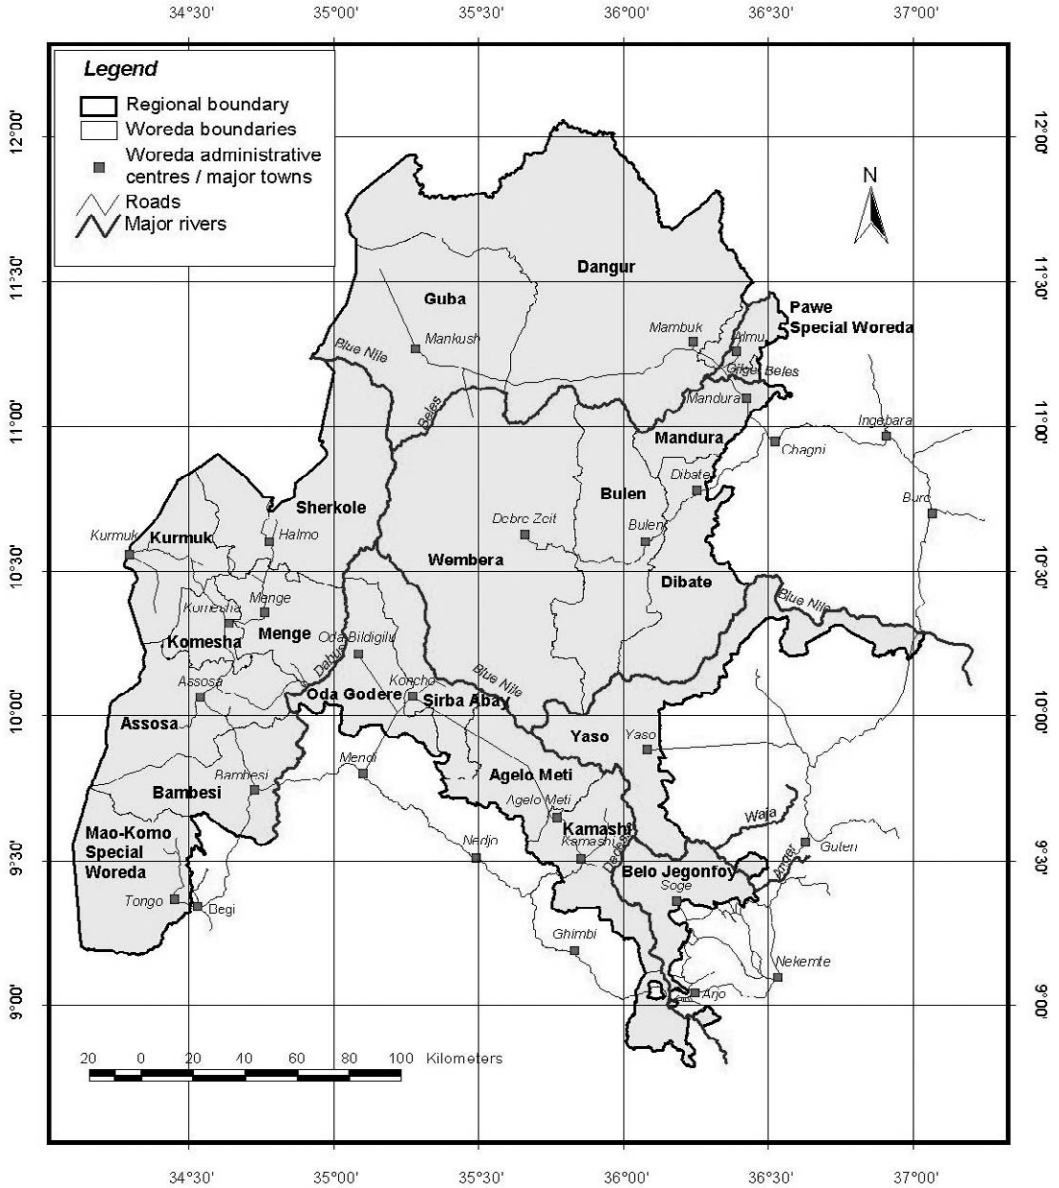 34°30' 35°00' 35°30' 36°00' 36°30' 37°00'
Legend
Regional boundary
Woreda boundaries
Woreda administrative
centres / major towns
Roads
Major rivers
N
12°00' 12°00'
Dangur
11°30' 11°30'
Guba
Pawe
Special Woreda
Mankush
Mambuk
Almu
Blue Nile
Gilgel Beles
Mandura
Beles
11°00' 11°00'
Ingebara
Mandura
Chagni
Dibate
Bulen
Sherkole
Burc
Kurmuk
Kurmuk
Halmo
Debre Zeit
Bulen
Wembera
10°30' 10°30'
Dibate
Blue Nile
Komesha
Menge
Komesha
Menge
Oda Bildigilu
Dabus
Assosa
Koncho
Blue Nile
Oda Godere
Sirba Abay
10°00' 10°00'
Assosa
Yaso
Yaso
Mendi
Bambesi
Agelo Meti
Bambesi
Agelo Meti
Waja
Mao-Komo
Special
Woreda
Kamashi
Kamashi
Nedjo
Guten
9°30' 9°30'
Anger
Belo Jegonfoy
Soge
Tongo
Begi
Ghimbi
Nekemte
Arjo
9°00' 9°00'
20 0 20 40 60 80 100 Kilometers
34°30' 35°00' 35°30' 36°00' 36°30' 37°00'